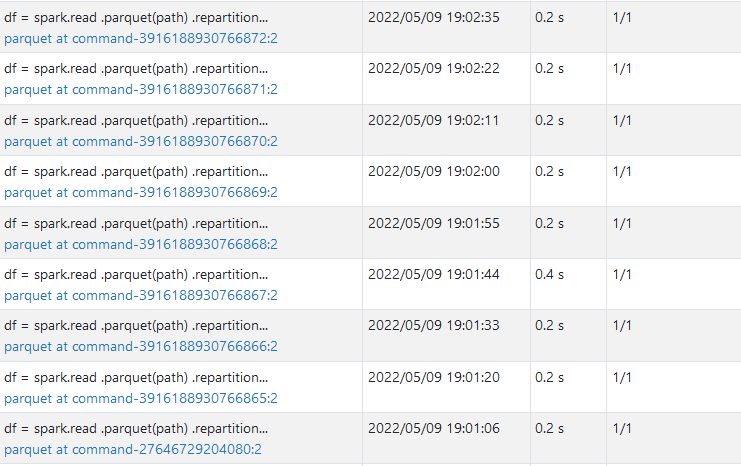 df = spark.read .parquet(path) .repartition... 2022/05/09 19:02:35 0.2 s 1/1
parquet at command-3916188930766872:2
df = spark.read .parquet(path) .repartition... 2022/05/09 19:02:22 0.2 s 1/1
parquet at command-3916188930766871:2
df = spark.read .parquet(path) .repartition... 2022/05/09 19:02:11 0.2 s 1/1
parquet at command-3916188930766870:2
df = spark.read .parquet(path) .repartition... 2022/05/09 19:02:00 0.2 s 1/1
parquet at command-3916188930766869:2
df = spark.read .parquet(path) .repartition... 2022/05/09 19:01:55 0.2 s 1/1
parquet at command-3916188930766868:2
df = spark.read .parquet(path) .repartition... 2022/05/09 19:01:44 0.4 s 1/1
parquet at command-3916188930766867:2
df = spark.read .parquet(path) .repartition... 2022/05/09 19:01:33 0.2 s 1/1
parquet at command-3916188930766866:2
df = spark.read .parquet(path) .repartition... 2022/05/09 19:01:20 0.2 s 1/1
parquet at command-3916188930766865:2
df = spark.read .parquet(path) .repartition... 2022/05/09 19:01:06 0.2 s 1/1
parquet at command-27646729204080:2